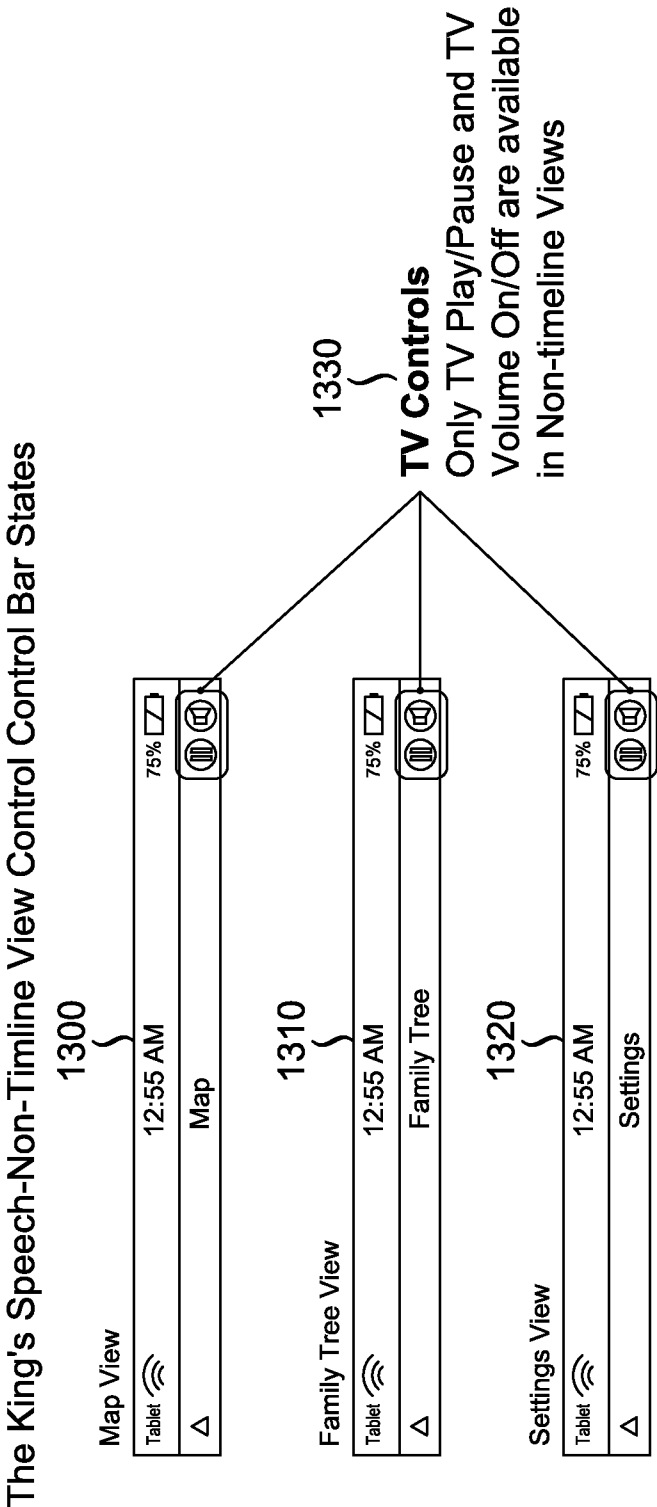 The King's Speech-Non-Timline View Control Control Bar States
Map View
1300
Tablet 12:55 AM 75%
Map
Family Tree View
1310
Tablet 12:55 AM 75%
Family Tree
Settings View
1320
Tablet 12:55 AM 75%
Settings
1330
TV Controls
Only TV Play/Pause and TV
Volume On/Off are available
in Non-timeline Views